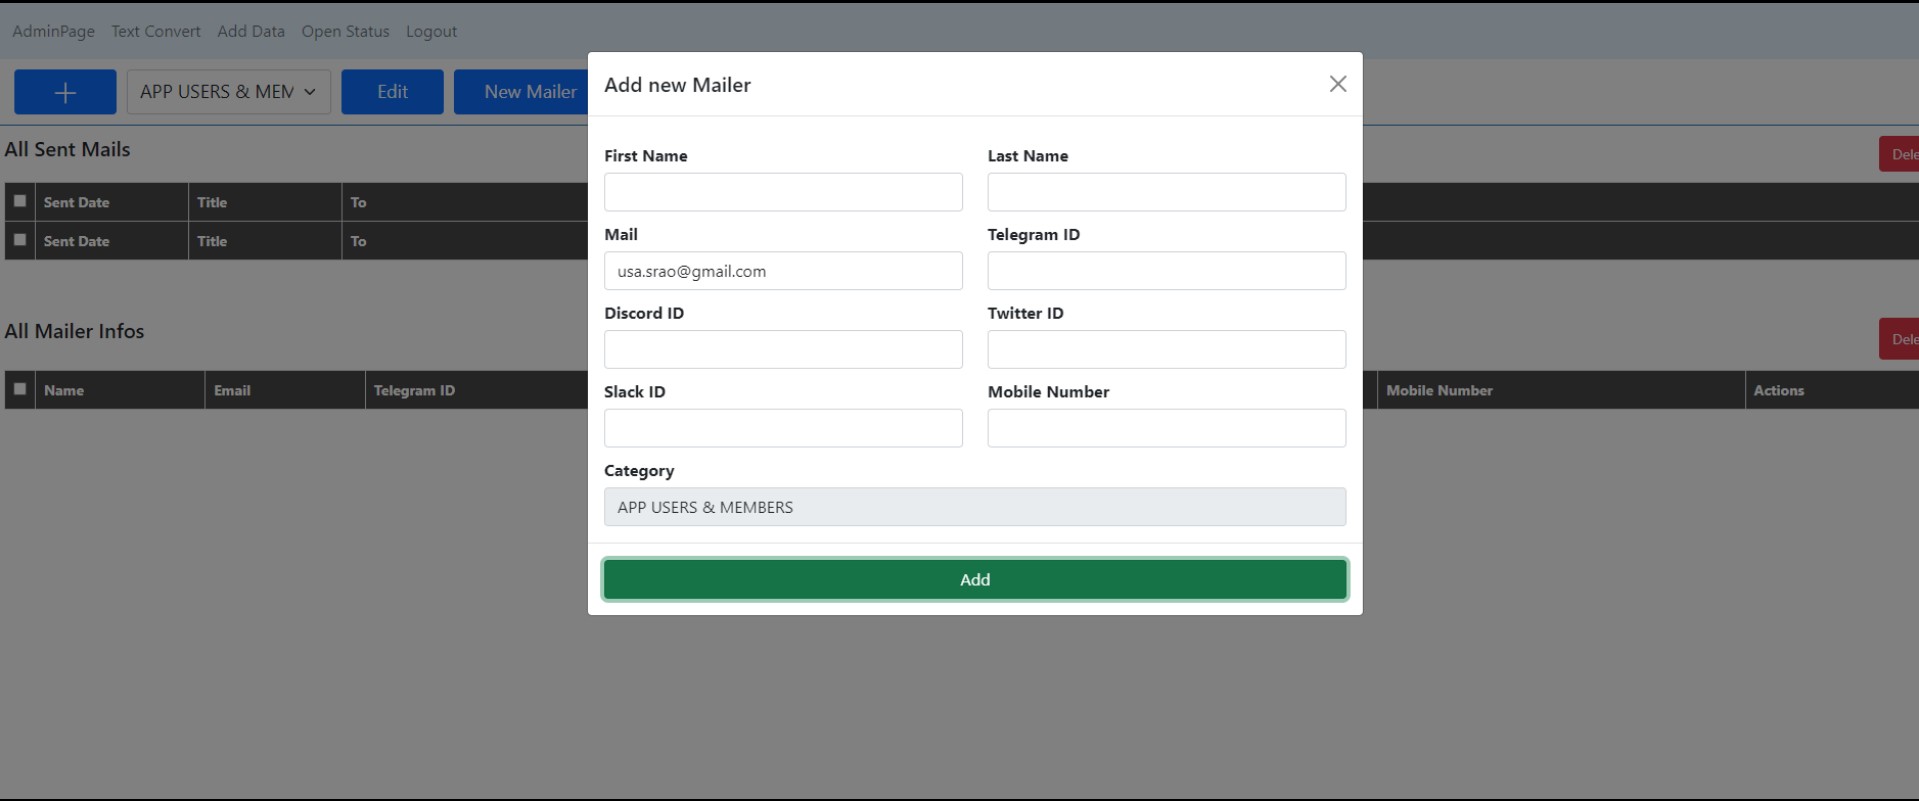 AdminPage Text Convert Add Data Open Status Logout
APP USERS & MEM Edit New Mailer
All Sent Mails
Dele
Sent Date Title To
Sent Date Title To
All Mailer Infos
Dele
Name Email Telegram ID Mobile Number Actions
Add new Mailer
First Name Last Name
Mail Telegram ID
usa.srao@gmail.com
Discord ID Twitter ID
Slack ID Mobile Number
Category
APP USERS & MEMBERS
Add